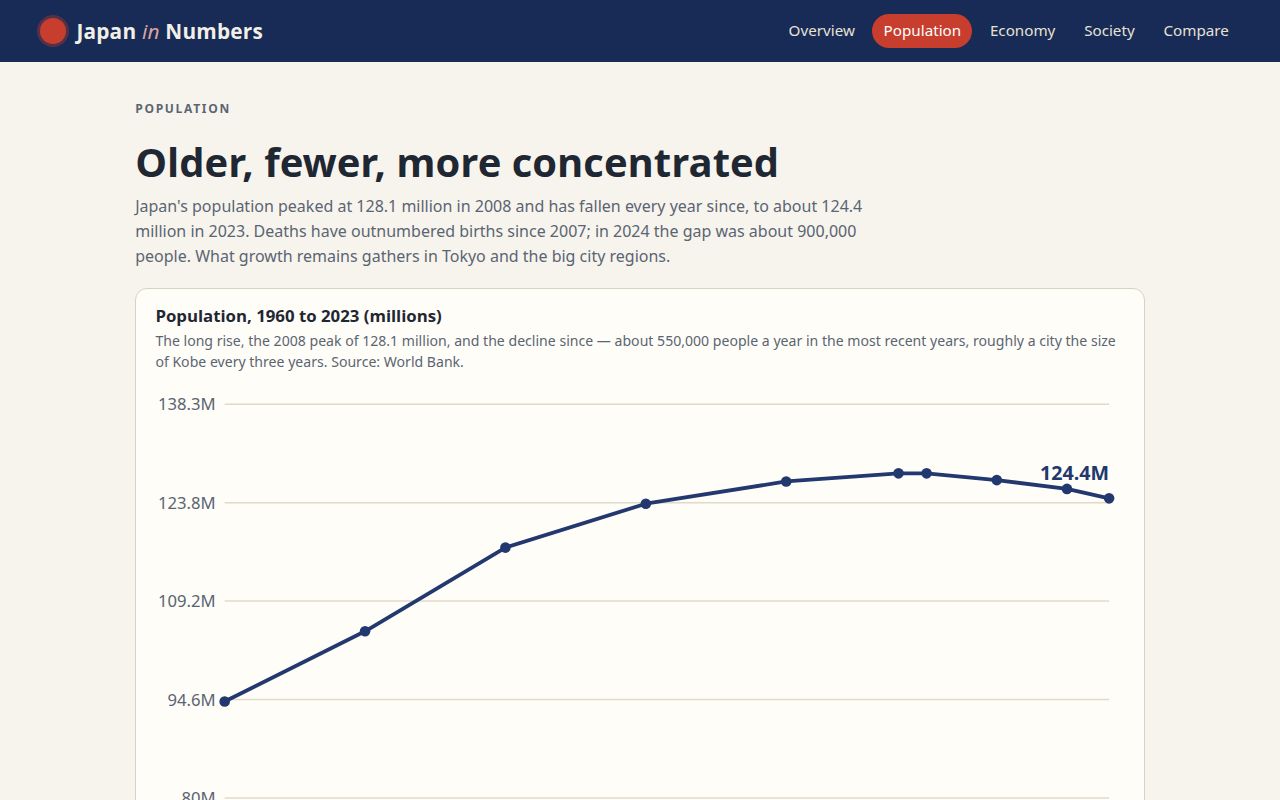 Japan in Numbers
Overview
Population
Economy
Society
Compare
POPULATION
Older, fewer, more concentrated
Japan's population peaked at 128.1 million in 2008 and has fallen every year since, to about 124.4
million in 2023. Deaths have outnumbered births since 2007; in 2024 the gap was about 900,000
people. What growth remains gathers in Tokyo and the big city regions.
Population, 1960 to 2023 (millions)
The long rise, the 2008 peak of 128.1 million, and the decline since — about 550,000 people a year in the most recent years, roughly a city the size
of Kobe every three years. Source: World Bank.
138.3M
124.4M
123.8M
109.2M
94.6M
80M